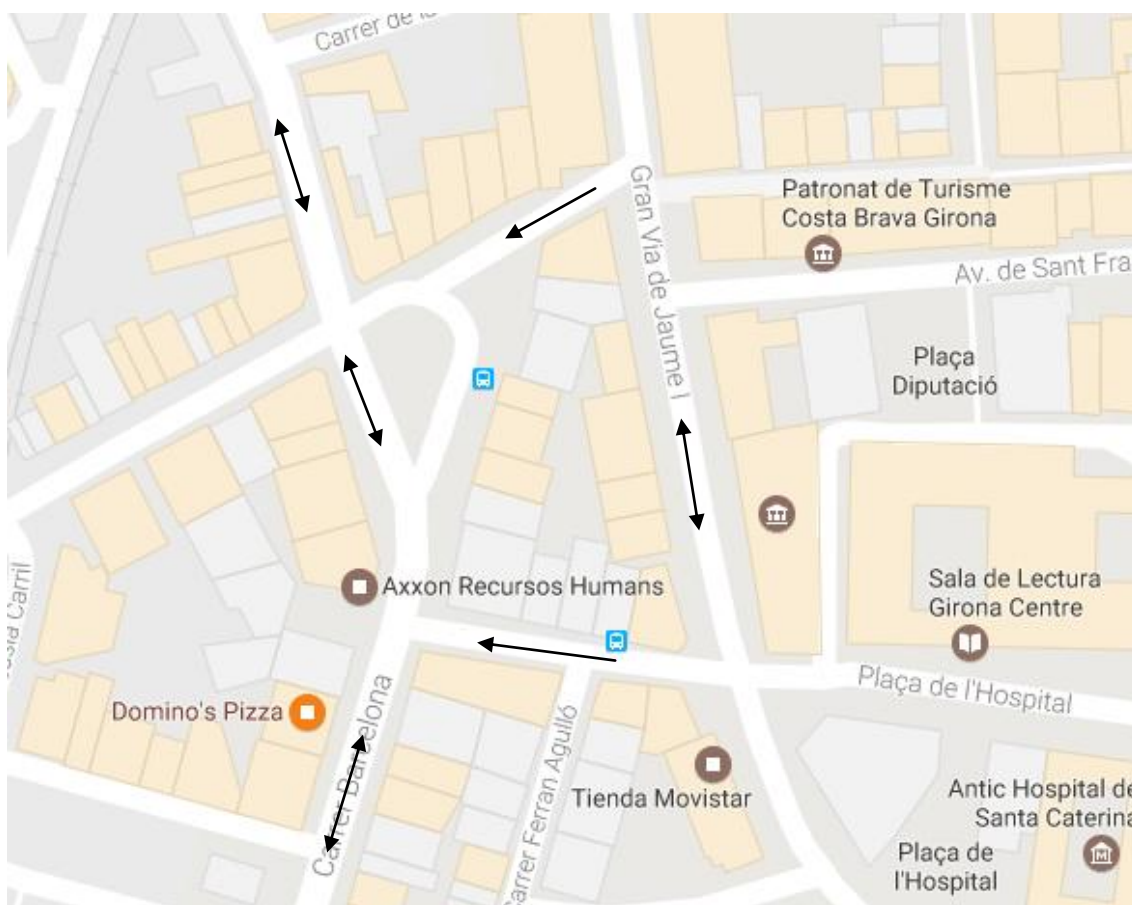 Carrer de la
Gran Via de Jaume I
Patronat de Turisme
Costa Brava Girona
Av. de Sant Fra
Plaça
Diputació
Axxon Recursos Humans
Sala de Lectura
Girona Centre
Carril
Plaça de l'Hospital
Domino's Pizza
Carrer Barcelona
Carrer Ferran Agulló
Tienda Movistar
Antic Hospital de
Santa Caterina
Plaça de
l'Hospital
M